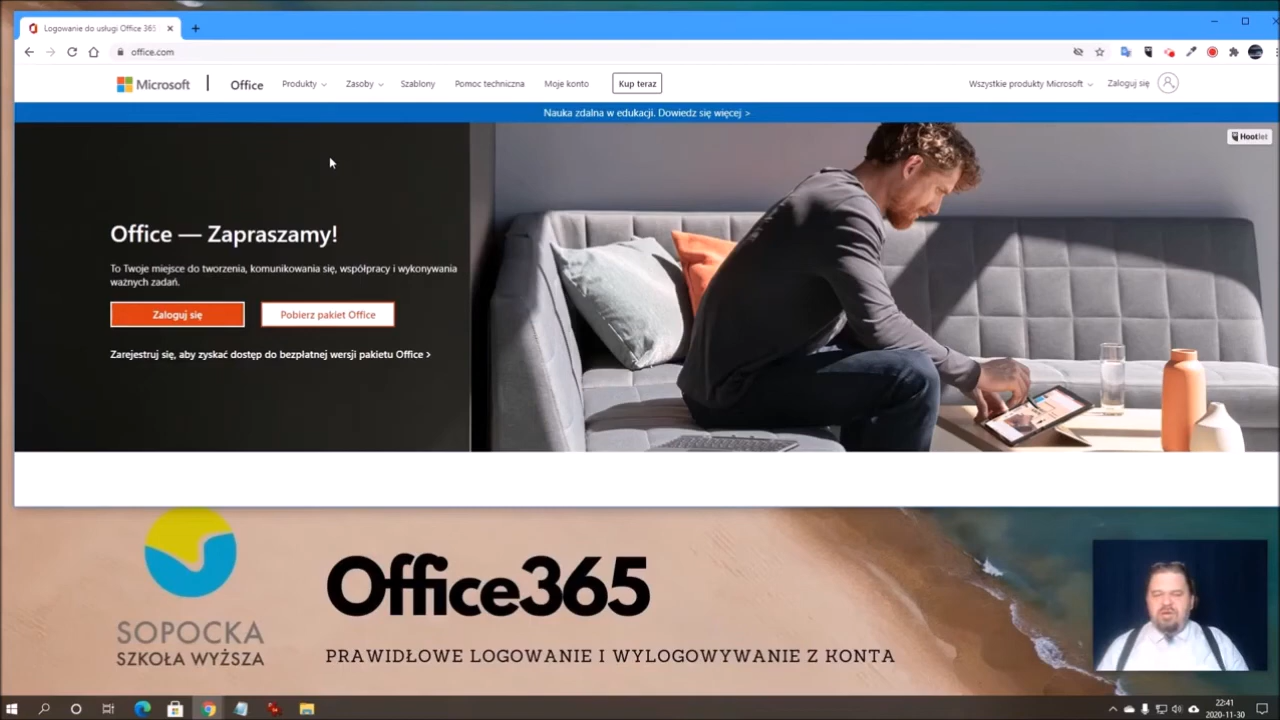 Logowanie do usługi Office 365
office.com
Microsoft
Office
Produkty
Zasoby
Szablony
Pomoc techniczna
Moje konto
Kup teraz
Wszystkie produkty Microsoft
Zaloguj się
Nauka zdalna w edukacji. Dowiedz się więcej >
Hootlet
Office — Zapraszamy!
To Twoje miejsce do tworzenia, komunikowania się, współpracy i wykonywania
ważnych zadań.
Zaloguj się
Pobierz pakiet Office
Zarejestruj się, aby zyskać dostęp do bezpłatnej wersji pakietu Office >
SOPOCKA
SZKOŁA WYŻSZA
Office365
PRAWIDŁOWE LOGOWANIE I WYLOGOWYWANIE Z KONTA
22:41
2020-11-30